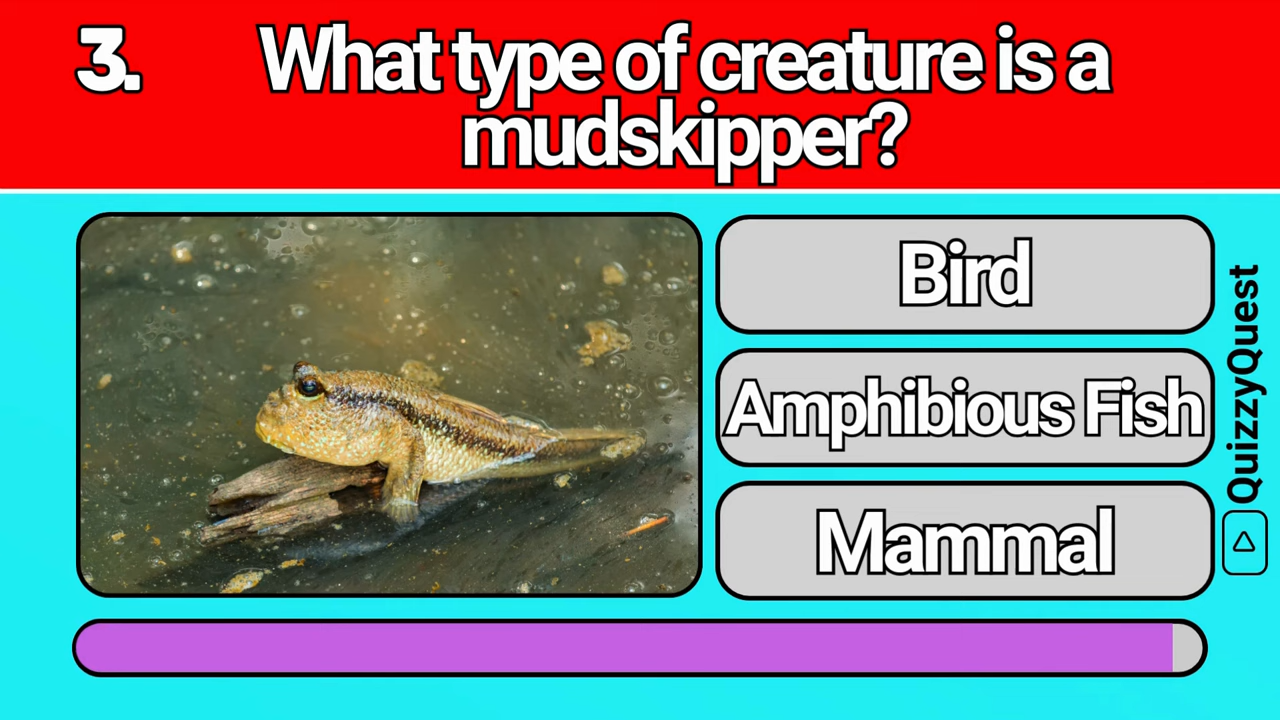 3.
What type of creature is a
mudskipper?
Bird
Amphibious Fish
Mammal
QuizzyQuest